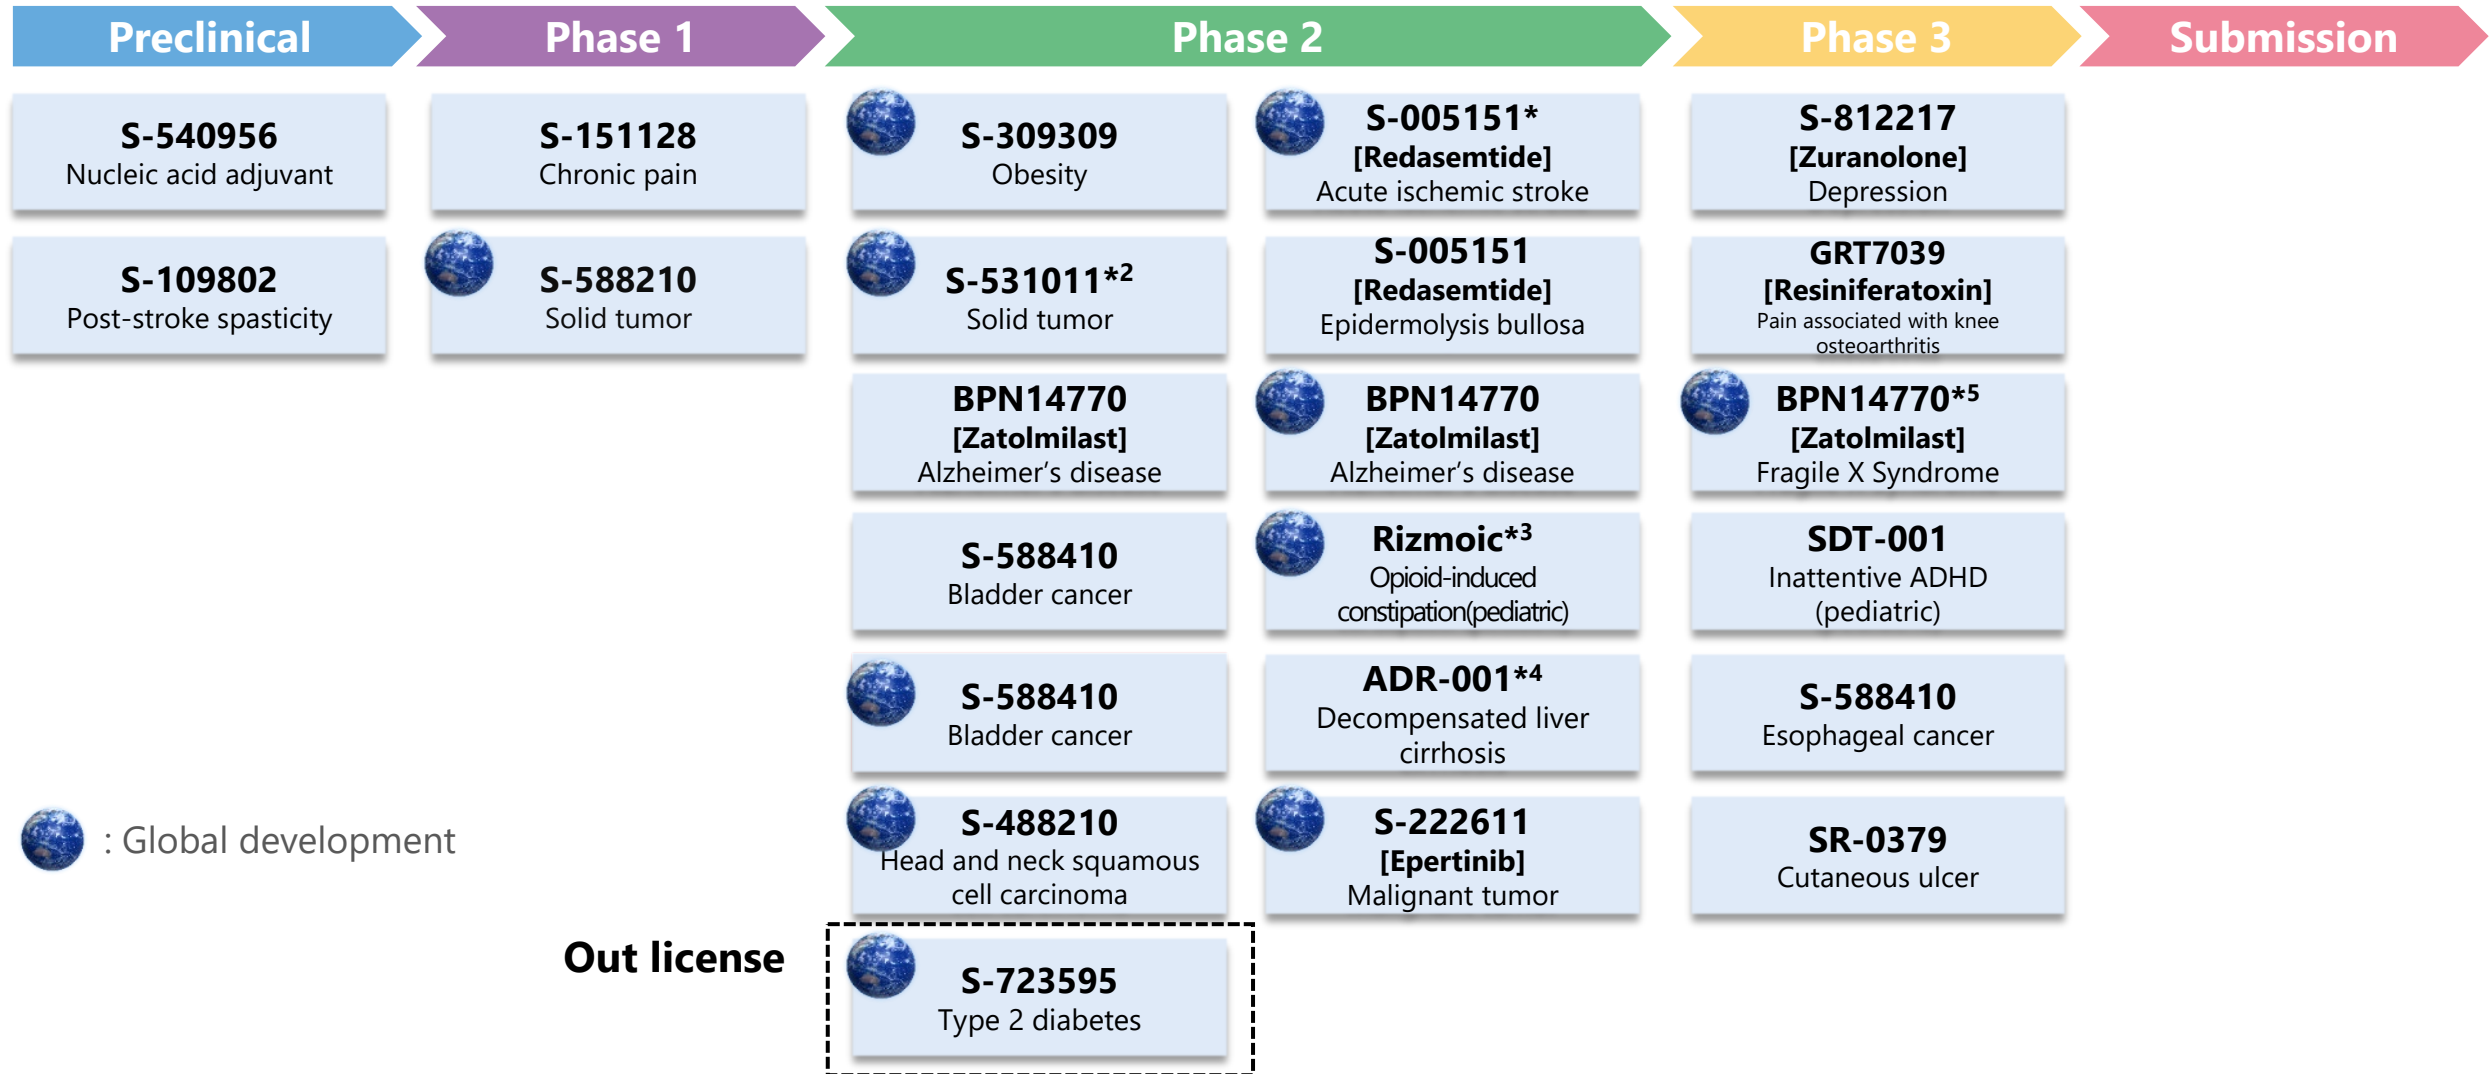 Preclinical
Phase 1
Phase 2
Phase 3
Submission
S-540956
Nucleic acid adjuvant
S-109802
Post-stroke spasticity
S-151128
Chronic pain
S-588210
Solid tumor
S-309309
Obesity
S-531011*2
Solid tumor
BPN14770
[Zatolmilast]
Alzheimer's disease
S-588410
Bladder cancer
S-588410
Bladder cancer
S-488210
Head and neck squamous
cell carcinoma
S-005151*
[Redasemtide]
Acute ischemic stroke
S-005151
[Redasemtide]
Epidermolysis bullosa
BPN14770
[Zatolmilast]
Alzheimer's disease
Rizmoic*3
Opioid-induced
constipation(pediatric)
ADR-001*4
Decompensated liver
cirrhosis
S-222611
[Epertinib]
Malignant tumor
S-812217
[Zuranolone]
Depression
GRT7039
[Resiniferatoxin]
Pain associated with knee
osteoarthritis
BPN14770*5
[Zatolmilast]
Fragile X Syndrome
SDT-001
Inattentive ADHD
(pediatric)
S-588410
Esophageal cancer
SR-0379
Cutaneous ulcer
: Global development
Out license
S-723595
Type 2 diabetes